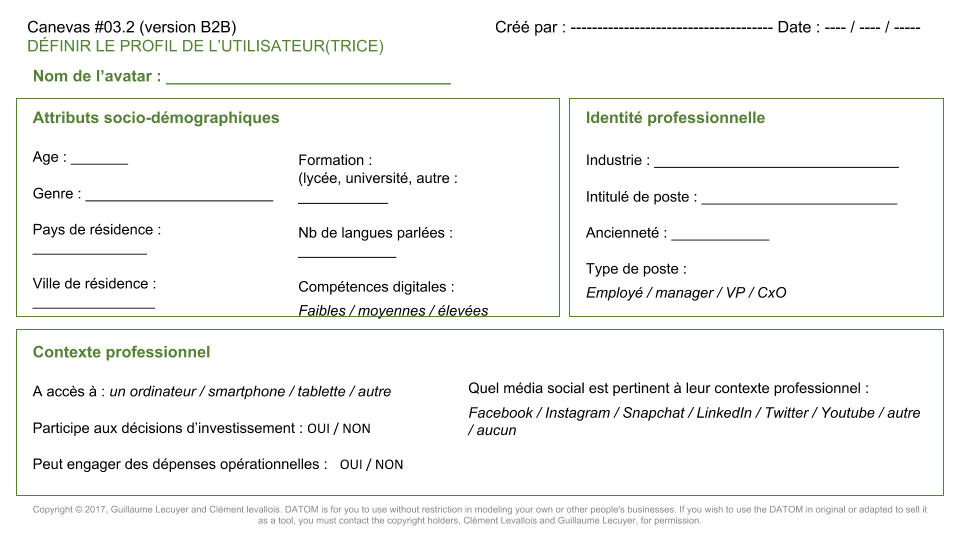 Canevas #03.2 (version B2B)
Créé par : -------------------------------------- Date : ---- / ---- / -----
DÉFINIR LE PROFIL DE L'UTILISATEUR(TRICE)
Nom de l'avatar : ___________________________________
Attributs socio-démographiques
Age : _______
Genre : _______________________
Pays de résidence :
______________
Ville de résidence :
_______________
Formation :
(lycée, université, autre :
___________
Nb de langues parlées :
____________
Compétences digitales :
Faibles / moyennes / élevées
Identité professionnelle
Industrie : ______________________________
Intitulé de poste : ________________________
Ancienneté : ____________
Type de poste :
Employé / manager / VP / CxO
Contexte professionnel
A accès à : un ordinateur / smartphone / tablette / autre
Participe aux décisions d'investissement : OUI / NON
Peut engager des dépenses opérationnelles : OUI / NON
Quel média social est pertinent à leur contexte professionnel :
Facebook / Instagram / Snapchat / LinkedIn / Twitter / Youtube / autre
/ aucun
Copyright © 2017, Guillaume Lecuyer and Clément levallois. DATOM is for you to use without restriction in modeling your own or other people's businesses. If you wish to use the DATOM in original or adapted to sell it
as a tool, you must contact the copyright holders, Clément Levallois and Guillaume Lecuyer, for permission.